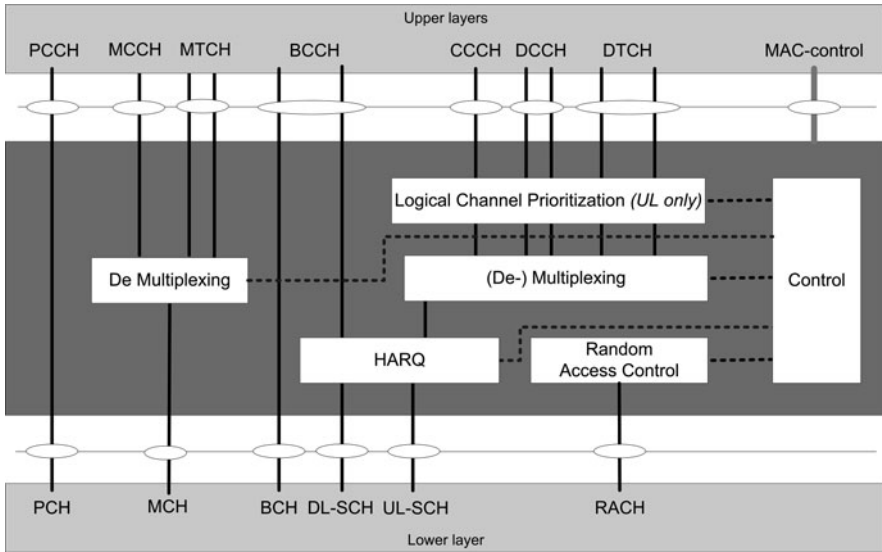 Upper layers
PCCH MCCH MTCH BCCH CCCH DCCH DTCH MAC-control
Logical Channel Prioritization (UL only)
De Multiplexing
(De-) Multiplexing
Control
HARQ
Random
Access Control
PCH MCH BCH DL-SCH UL-SCH RACH
Lower layer